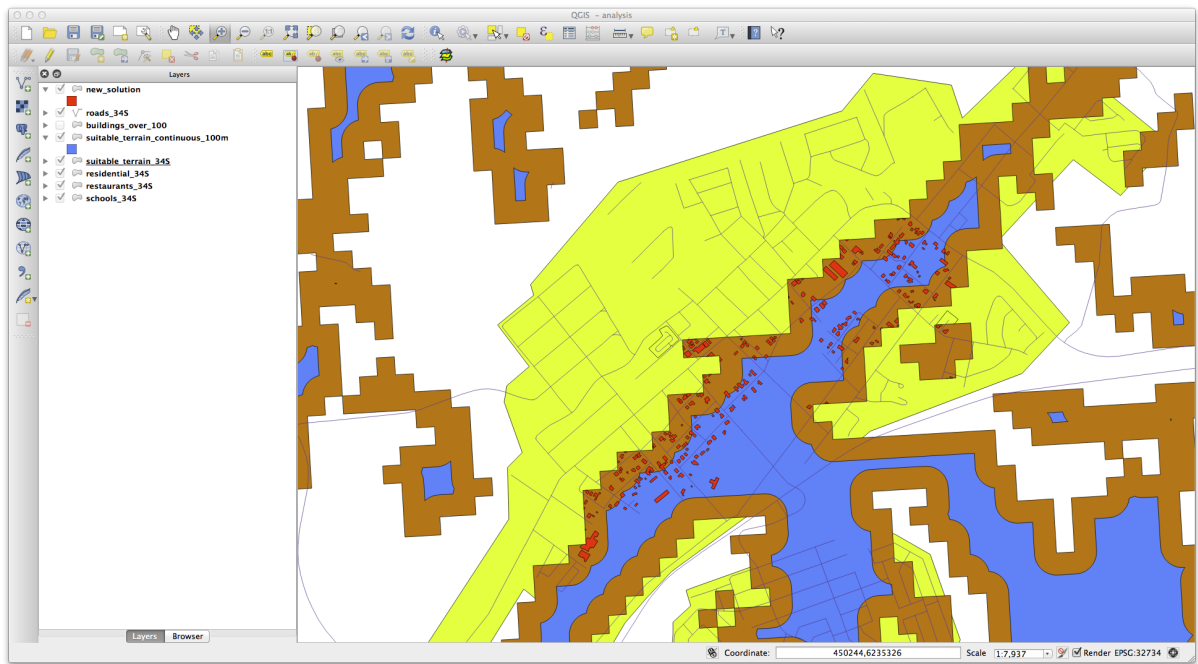 QGIS - analysis
Layers
new_solution
roads_34S
buildings_over_100
suitable_terrain_continuous_100m
suitable_terrain_34S
residential_34S
restaurants_34S
schools_34S
Layers Browser
Coordinate: 450244,6235326 Scale 1:7,937 Render EPSG:32734